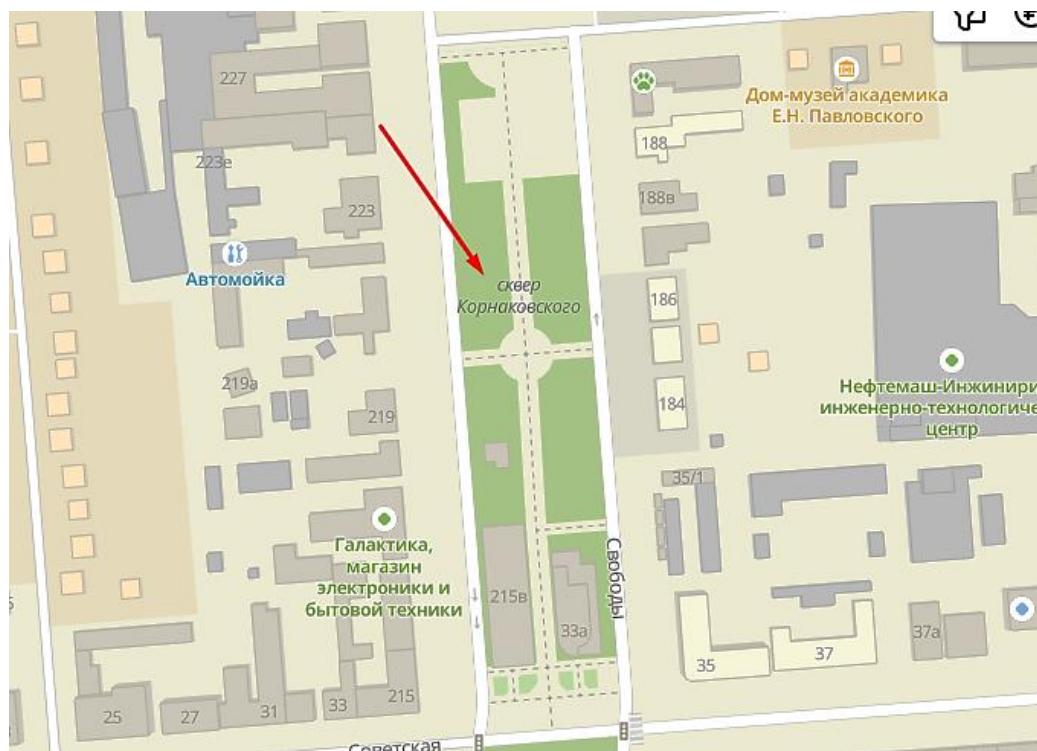 227
Дом-музей академика
Е.Н. Павловского
188
223е
188в
223
Автомойка
сквер
Корнаковского
186
219а
219
184
Нефтемаш-Инжинири
инженерно-технологиче
центр
35/1
Галактика,
магазин
электроники и
бытовой техники
215в
Свободы
33а
37а
37
35
215
33
31
27
25
Советская